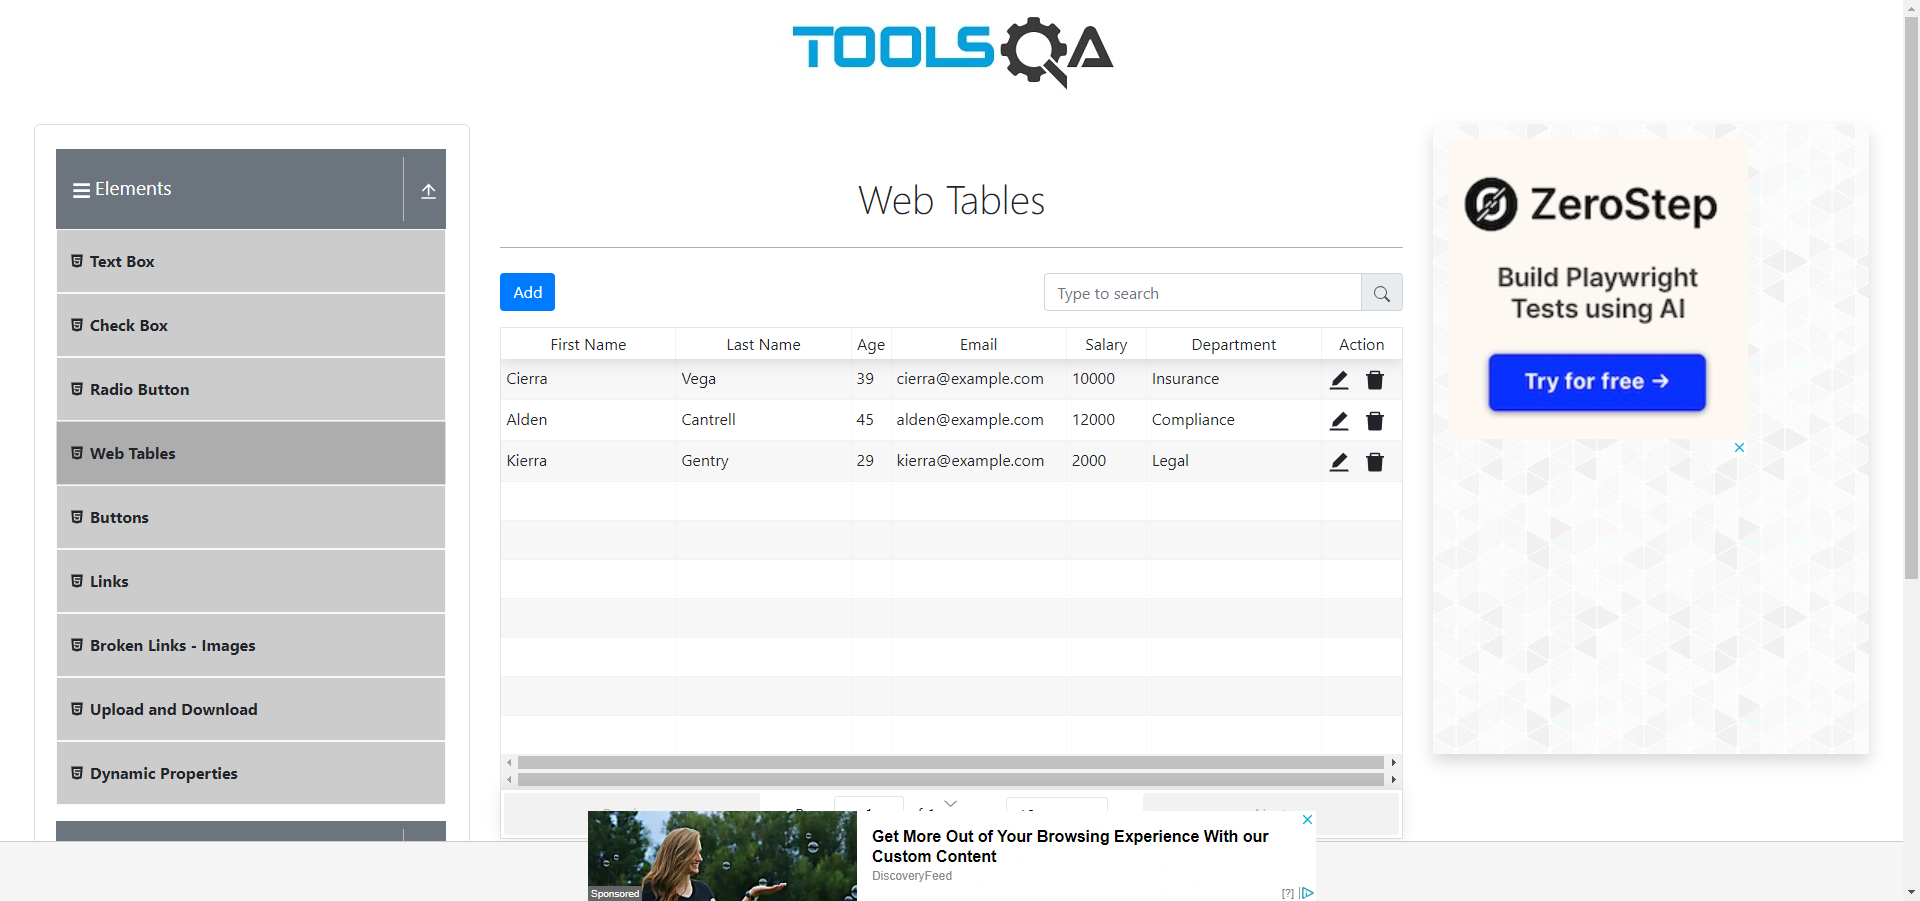 TOOLSQA
Elements
Text Box
Check Box
Radio Button
Web Tables
Buttons
Links
Broken Links - Images
Upload and Download
Dynamic Properties
Web Tables
Add
Type to search
First Name Last Name Age Email Salary Department Action
Cierra Vega 39 cierra@example.com 10000 Insurance
Alden Cantrell 45 alden@example.com 12000 Compliance
Kierra Gentry 29 kierra@example.com 2000 Legal
ZeroStep
Build Playwright
Tests using AI
Try for free →
Get More Out of Your Browsing Experience With our
Custom Content
DiscoveryFeed
Sponsored
[?]